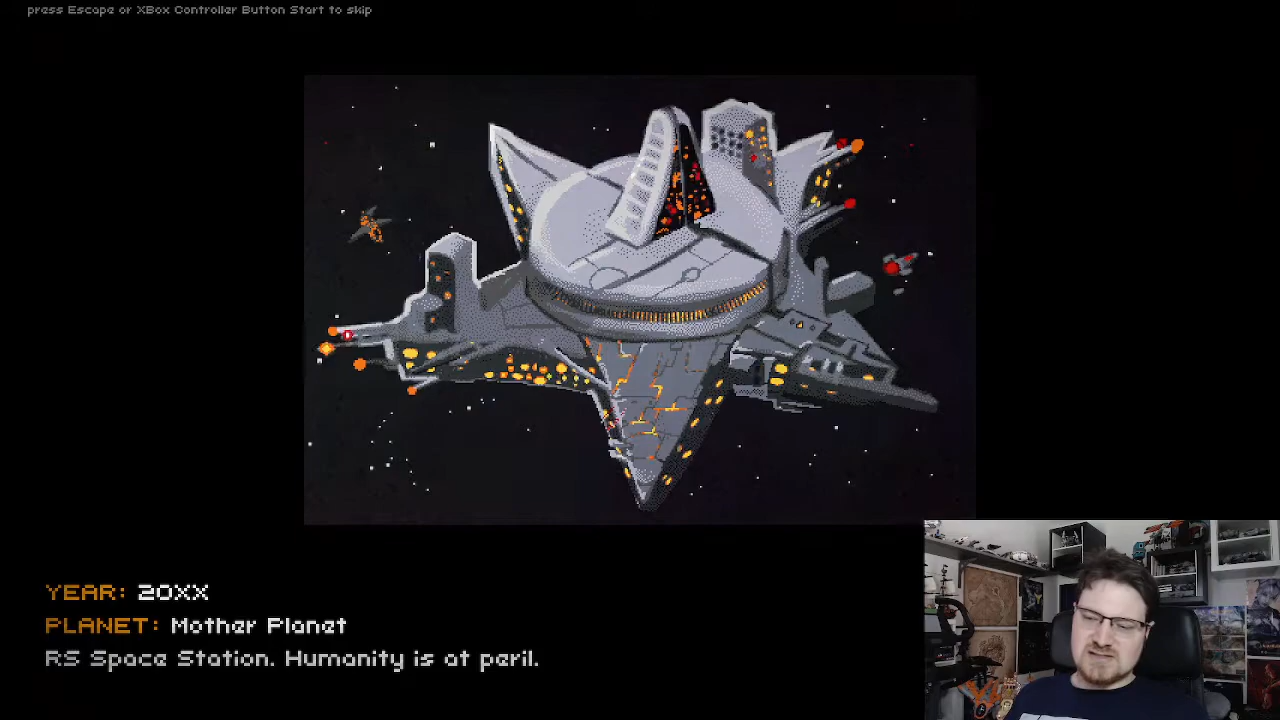 press Escape or XBox Controller Button Start to skip
YEAR: 20XX
PLANET: Mother Planet
RS Space Station. Humanity is at peril.